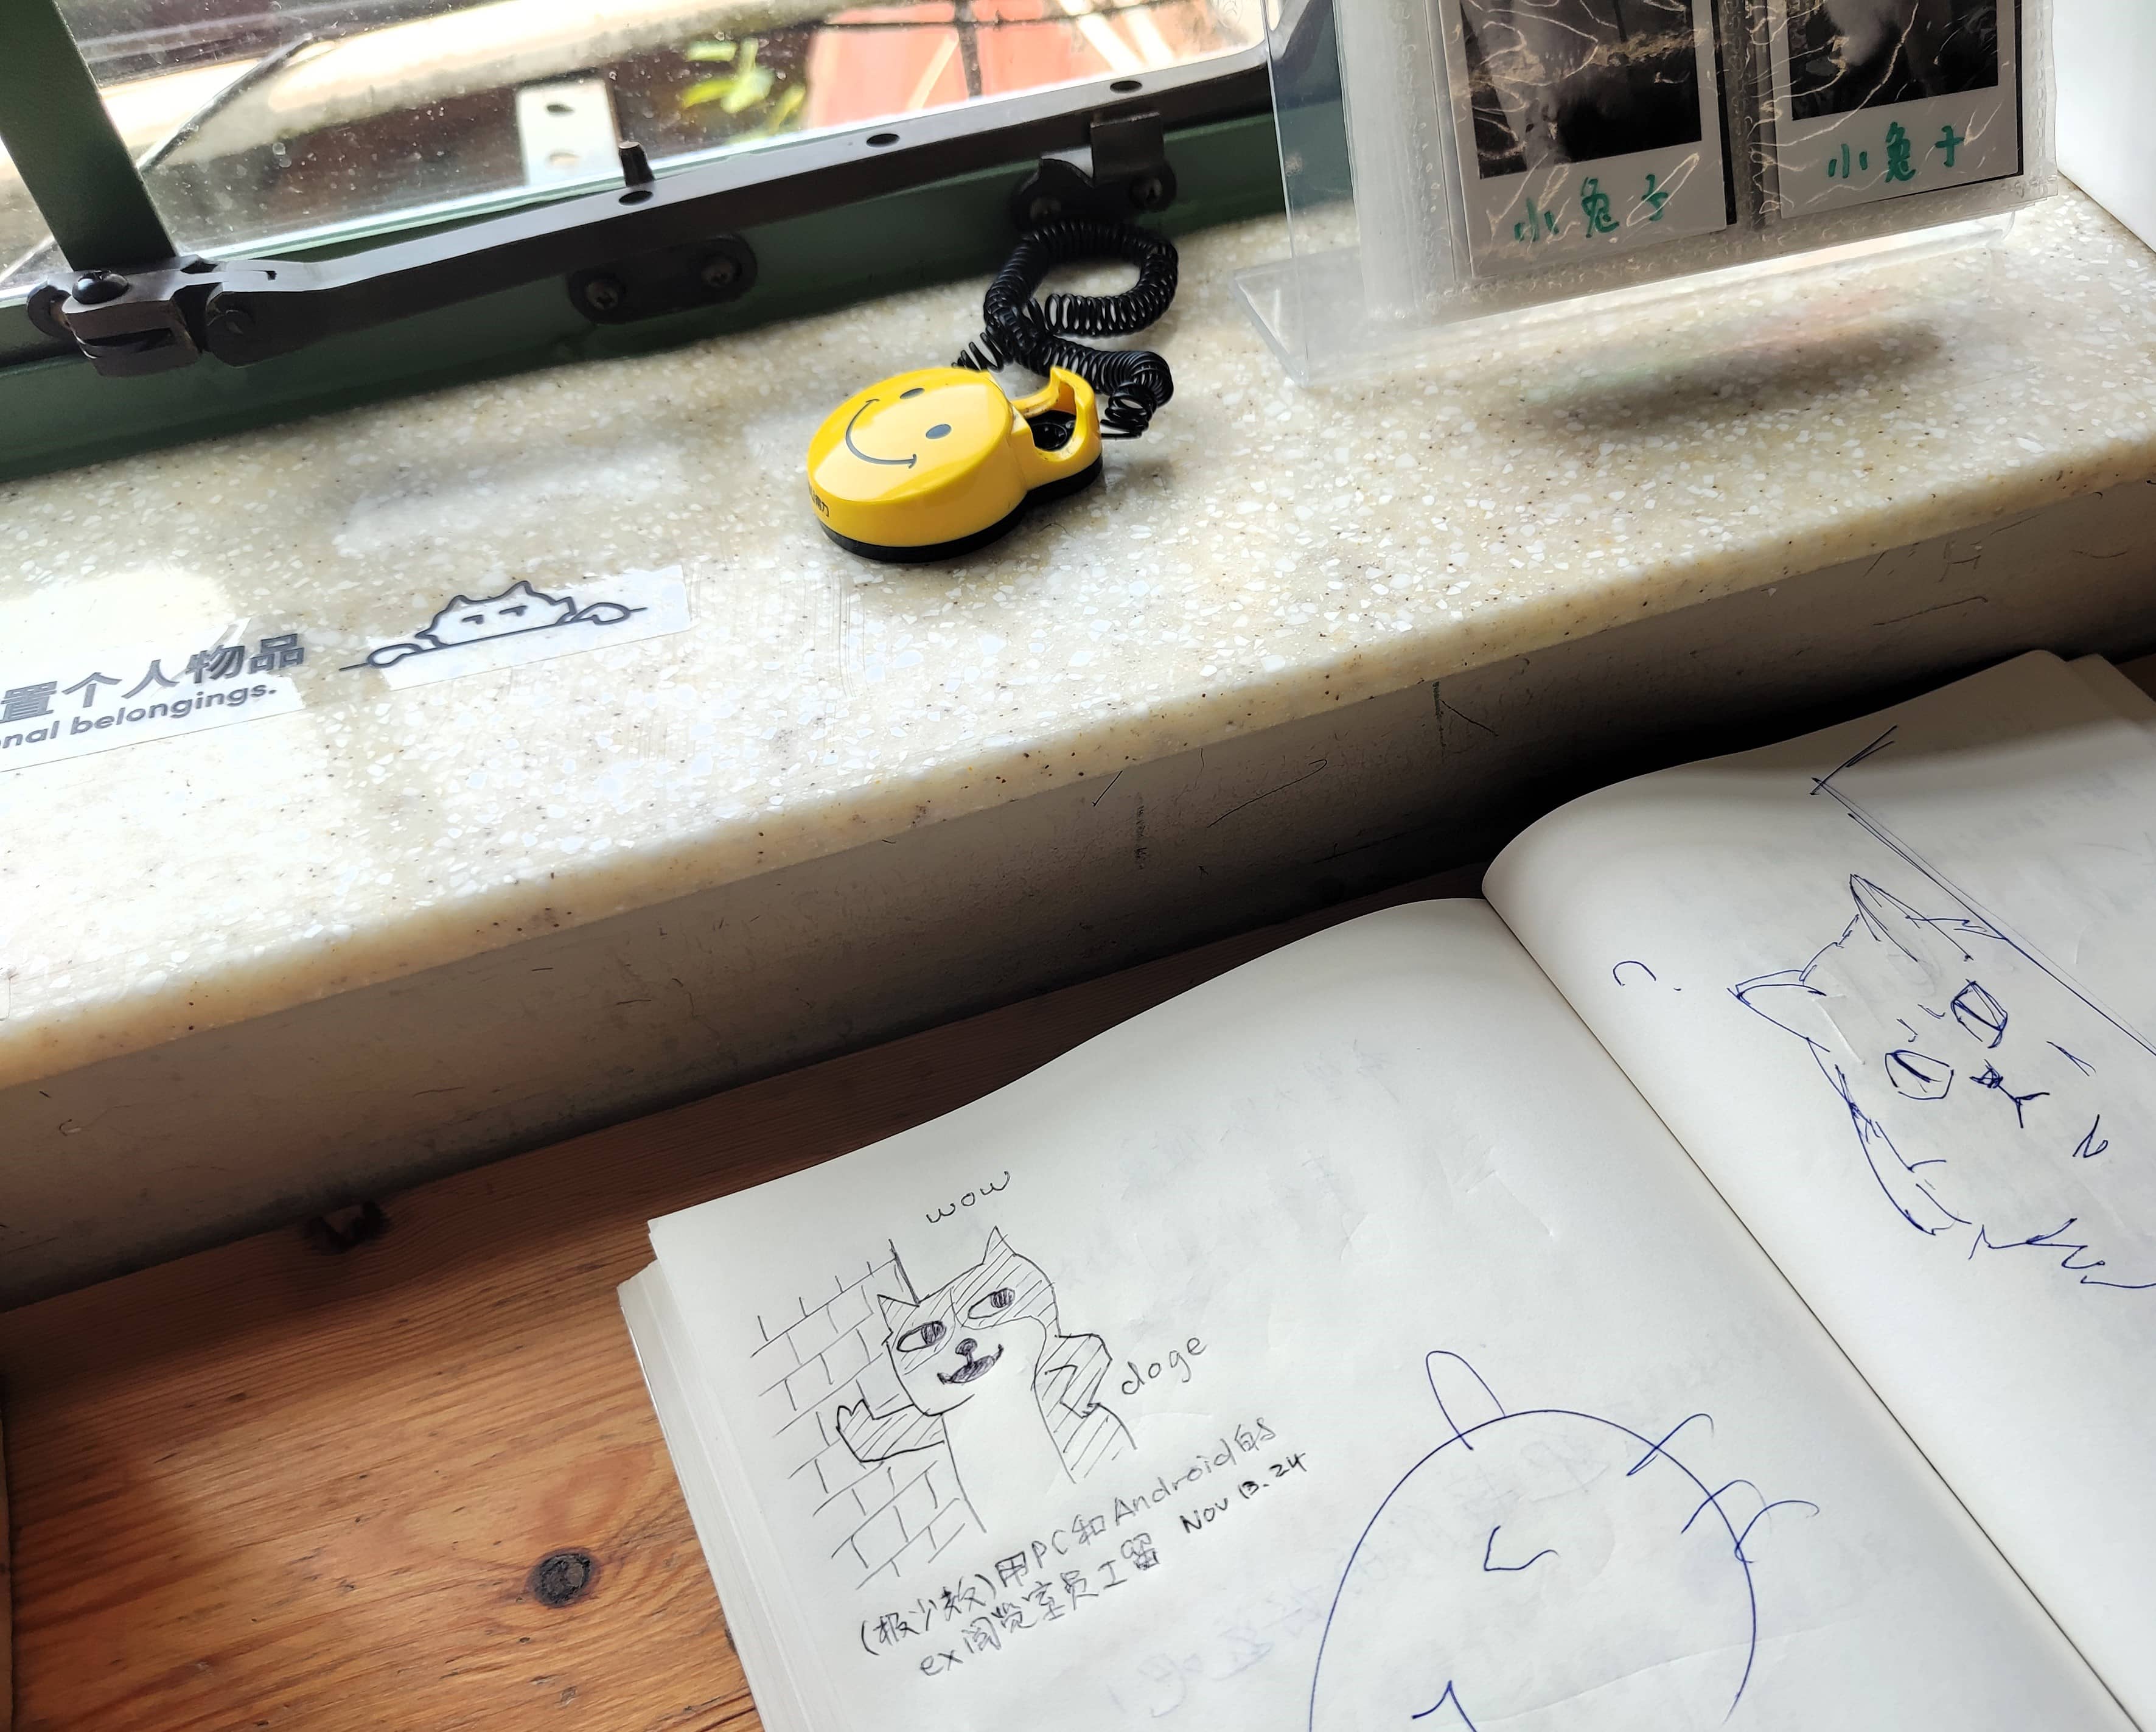 小兔子
小兔子
置个人物品
nal belongings.
wow
doge
(极少数)用PC和Android的
ex阅览室员工留 Nov 13.24